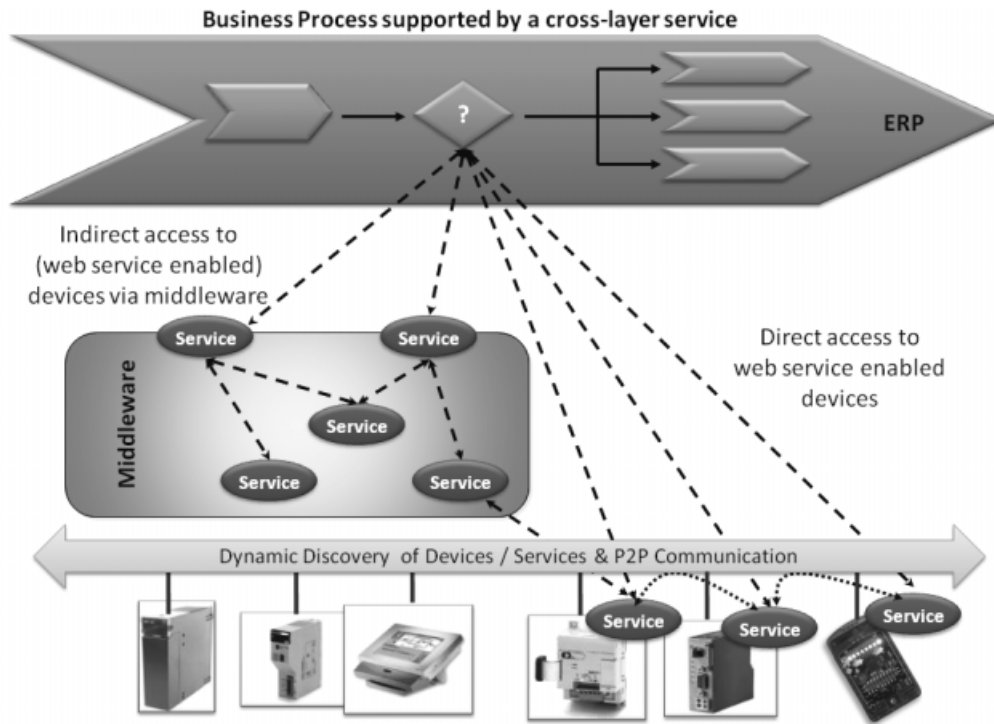 Business Process supported by a cross-layer service
?
ERP
Indirect access to
(web service enabled)
devices via middleware
Direct access to
web service enabled
devices
Middleware
Service
Service
Service
Service
Service
Dynamic Discovery of Devices / Services & P2P Communication
Service
Service
Service